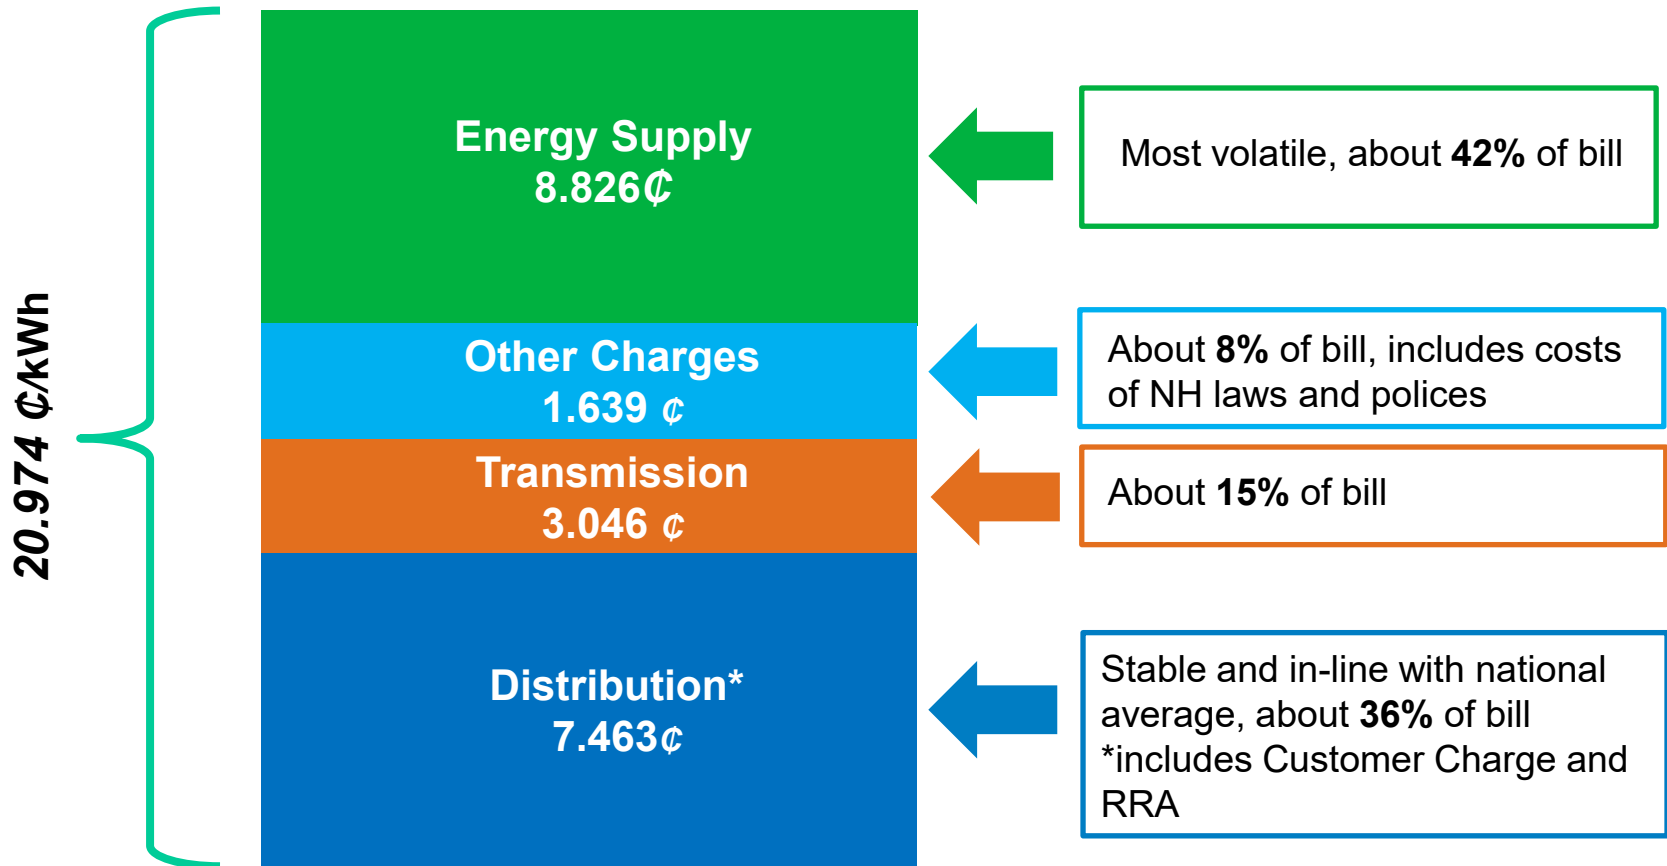 20.974 ₵/kWh
Energy Supply
8.826₵
Most volatile, about 42% of bill
Other Charges
1.639 ₵
About 8% of bill, includes costs
of NH laws and polices
Transmission
3.046 ₵
About 15% of bill
Distribution*
7.463₵
Stable and in-line with national
average, about 36% of bill
*includes Customer Charge and
RRA